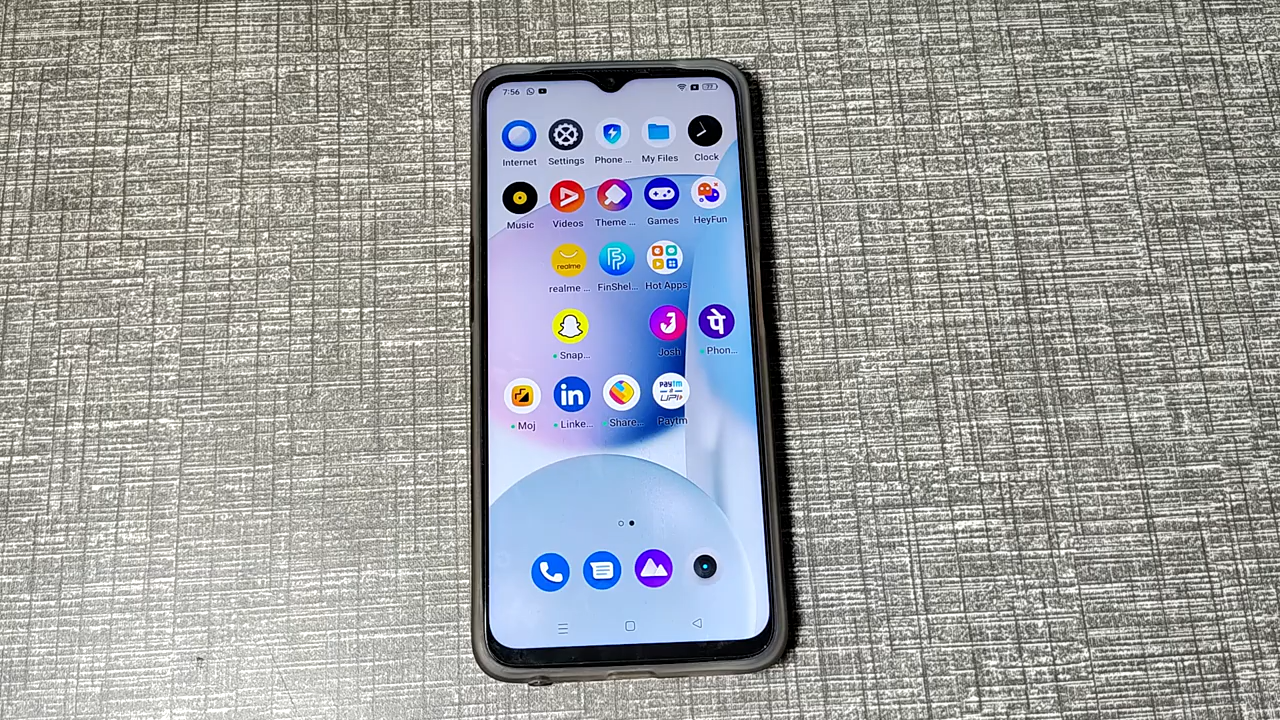 7:56 77
Internet Settings Phone ... My Files Clock
Music Videos Theme ... Games HeyFun
realme
realme ... FinShel... Hot Apps
पे
Snap... Josh Phon...
in
paytm
UPI
Moj Linke... Share... Paytm